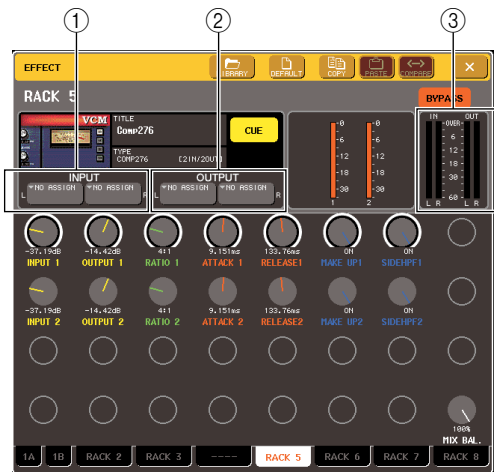 ① ② ③
EFFECT LIBRARY DEFAULT COPY PASTE COMPARE ×
RACK 5 BYPASS
VCM TITLE
Comp276
TYPE
COMP276 [2IN/2OUT]
CUE
-0 -0
-6 -6
-12 -12
-18 -18
-30 -30
1 2
IN OUT
-OVER-
6
12
18
30
60
L R L R
INPUT OUTPUT
L NO ASSIGN NO ASSIGN R L NO ASSIGN NO ASSIGN R
-37.19dB -14.42dB 4:1 9.151ms 133.76ms ON ON
INPUT 1 OUTPUT 1 RATIO 1 ATTACK 1 RELEASE1 MAKE UP1 SIDEHPF1
-37.19dB -14.42dB 4:1 9.151ms 133.76ms ON ON
INPUT 2 OUTPUT 2 RATIO 2 ATTACK 2 RELEASE2 MAKE UP2 SIDEHPF2
100%
MIX BAL.
1A 1B RACK 2 RACK 3 ---- RACK 5 RACK 6 RACK 7 RACK 8